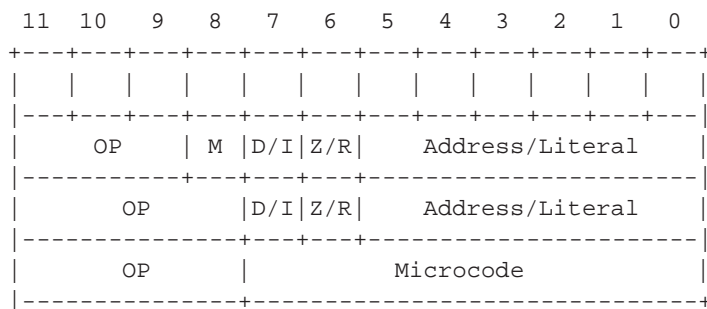 11 10 9 8 7 6 5 4 3 2 1 0
+---+---+---+---+---+---+---+---+---+---+---+---+
| | | | | | | | | | | | |
|---+---+---+---+---+---+---+---+---+---+---+---|
| OP | M |D/I|Z/R| Address/Literal |
|-----------+---+---+---+-----------------------|
| OP |D/I|Z/R| Address/Literal |
|---------------+---+---+-----------------------|
| OP | Microcode |
|---------------+-------------------------------+